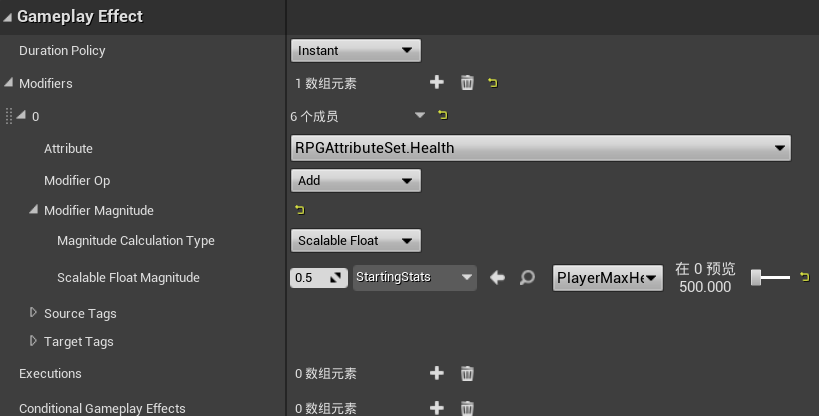 Gameplay Effect
Duration Policy Instant
Modifiers 1 数组元素
0 6 个成员
Attribute RPGAttributeSet.Health
Modifier Op Add
Modifier Magnitude
Magnitude Calculation Type Scalable Float
Scalable Float Magnitude 0.5 StartingStats PlayerMaxHe 在 0 预览
500.000
Source Tags
Target Tags
Executions 0 数组元素
Conditional Gameplay Effects 0 数组元素